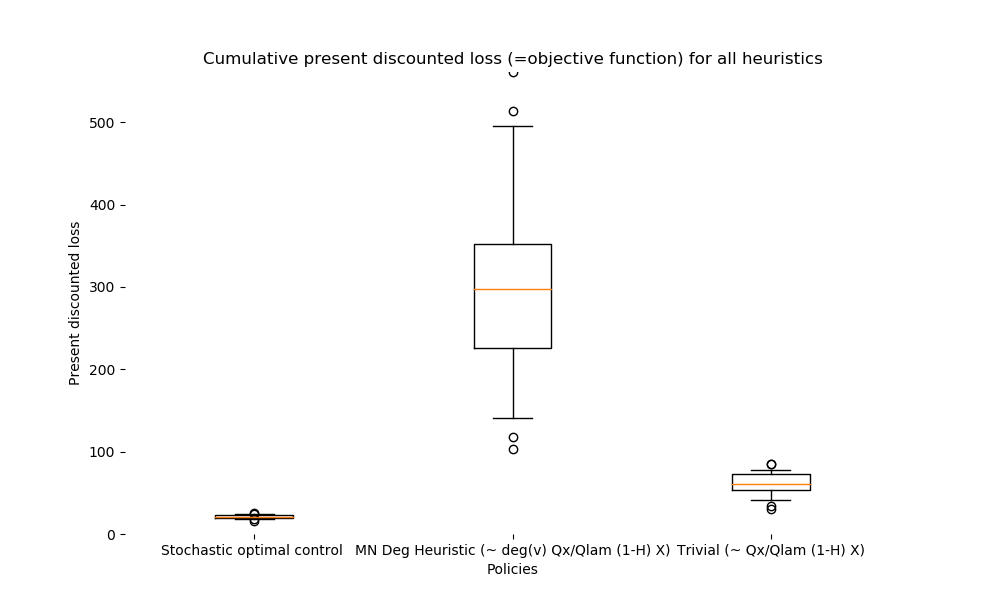 Cumulative present discounted loss (=objective function) for all heuristics
500
400
300
200
100
0
Present discounted loss
Stochastic optimal control
MN Deg Heuristic (~ deg(v) Qx/Qlam (1-H) X)
Trivial (~ Qx/Qlam (1-H) X)
Policies